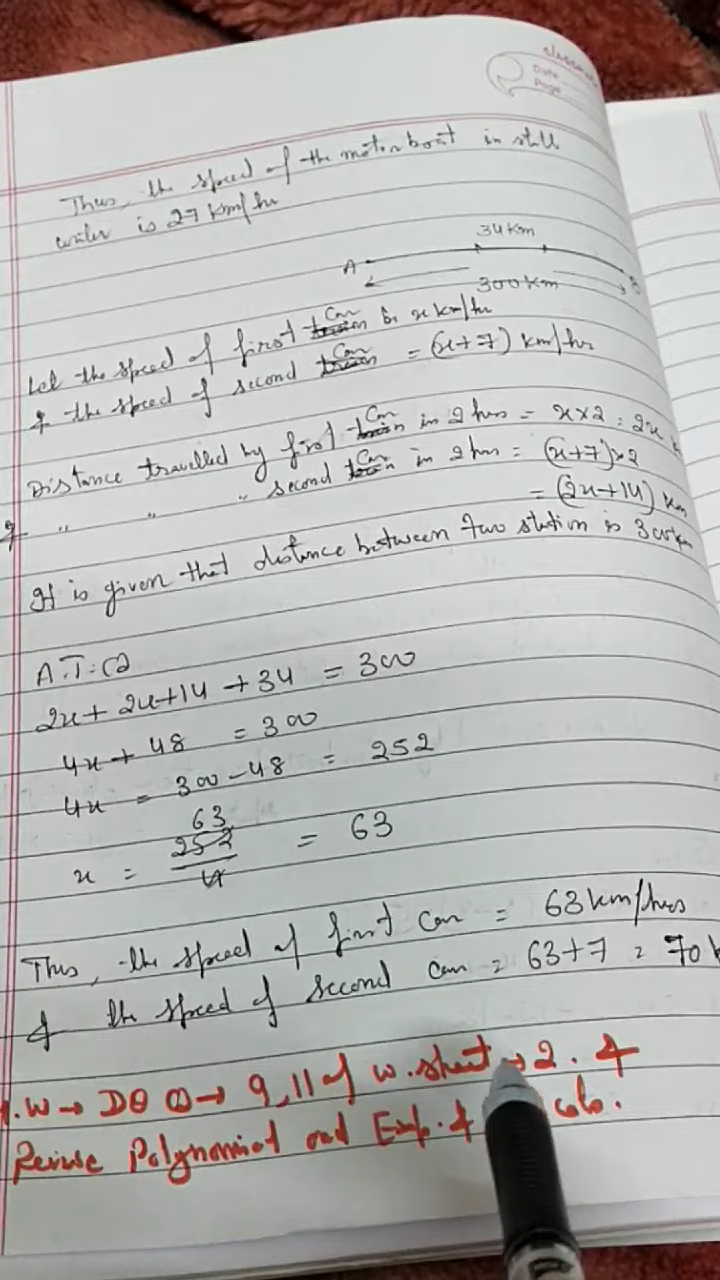 Date
Page
Thus, the speed of the motorboat in still
water is 27 km/hr
34 Km
A
B
300 Km
Let the speed of first Car be x km/hr
& the speed of second Car = (x+7) km/hr
Distance travelled by first Car in 2 hrs = x×2 = 2x
& " " " second Car in 2 hrs = (x+7)×2
= (2x+14) km
It is given that distance between two station is 300 km
A.T.Q
2x + 2x+14 + 34 = 300
4x + 48 = 300
4x = 300-48 = 252
63
x = 252/4 = 63
Thus, the speed of first car = 63 km/hrs
& the speed of second car = 63+7 = 70 k
.W → Do Q → 9, 11 of W. sheet → 2. &
Revise Polynomial and Exp. &